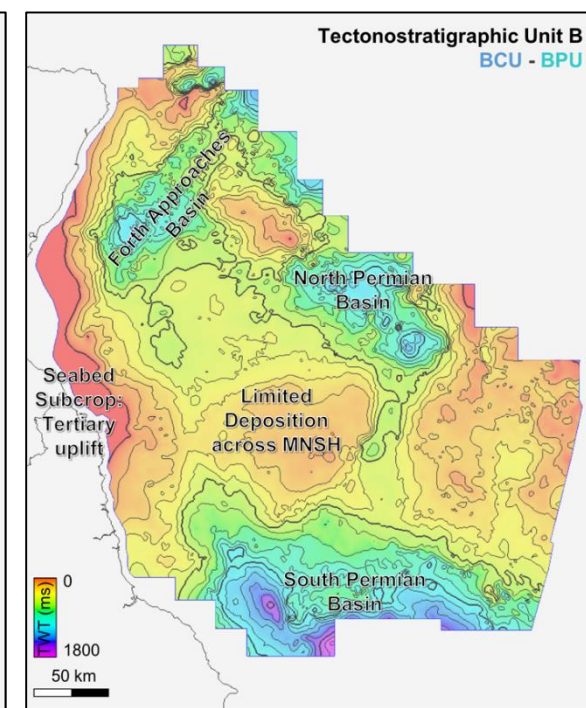 Tectonostratigraphic Unit B
BCU - BPU
Forth Approaches
Basin
North Permian
Basin
Seabed
Subcrop:
Tertiary
uplift
Limited
Deposition
across MNSH
South Permian
Basin
TWT (ms)
0
1800
50 km